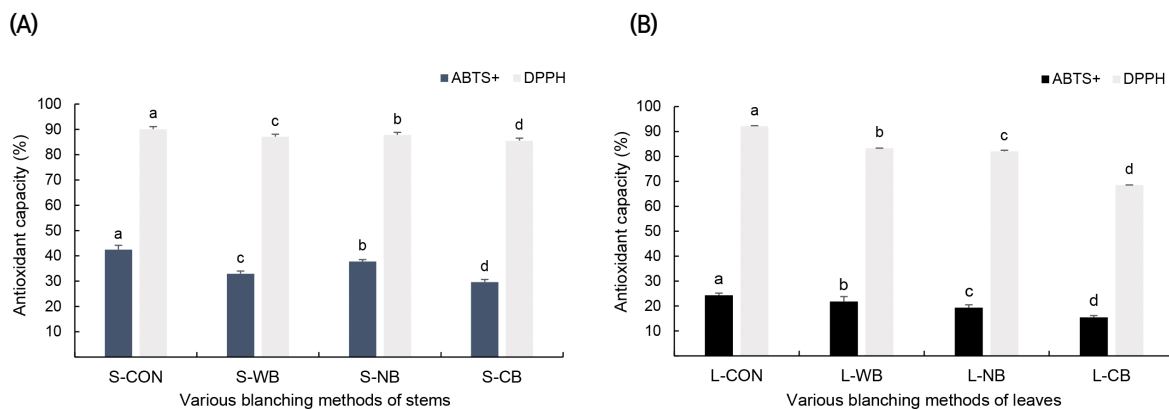 (A)
ABTS+ DPPH
Antioxidant capacity (%)
100
90
80
70
60
50
40
30
20
10
a
a
c
c
b
b
d
d
S-CON S-WB S-NB S-CB
Various blanching methods of stems
(B)
ABTS+ DPPH
Antioxidant capacity (%)
100
90
80
70
60
50
40
30
20
10
a
a
b
b
c
c
d
d
L-CON L-WB L-NB L-CB
Various blanching methods of leaves